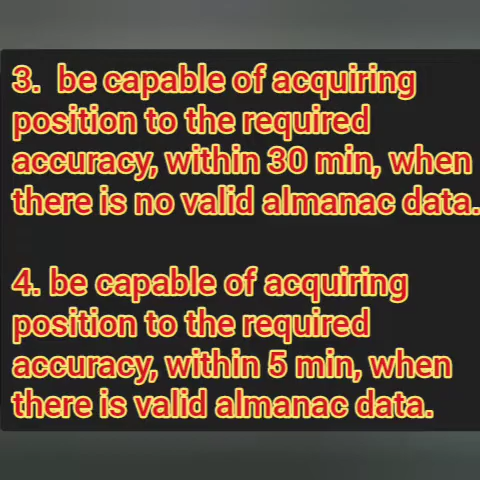 3. be capable of acquiring
position to the required
accuracy, within 30 min, when
there is no valid almanac data.
4. be capable of acquiring
position to the required
accuracy, within 5 min, when
there is valid almanac data.